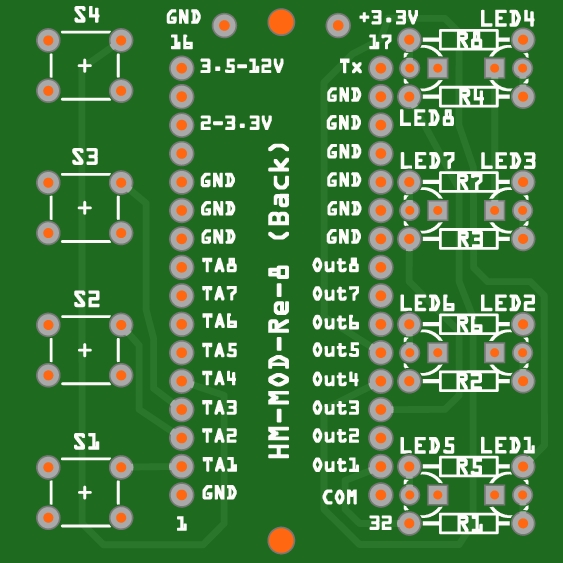 S4
GND
+3.3V
LED4
16
17
R8
3.5-12V
Tx
GND
R4
LED8
2-3.3V
GND
GND
S3
LED7 LED3
GND
GND
R7
GND
GND
GND
GND
R3
HM-MOD-Re-8 (Back)
TA8
Out8
TA7
Out7
S2
LED6 LED2
TA6
Out6
R6
TA5
Out5
TA4
Out4
R2
TA3
Out3
TA2
Out2
S1
LED5 LED1
TA1
Out1
R5
GND
COM
1
32
R1